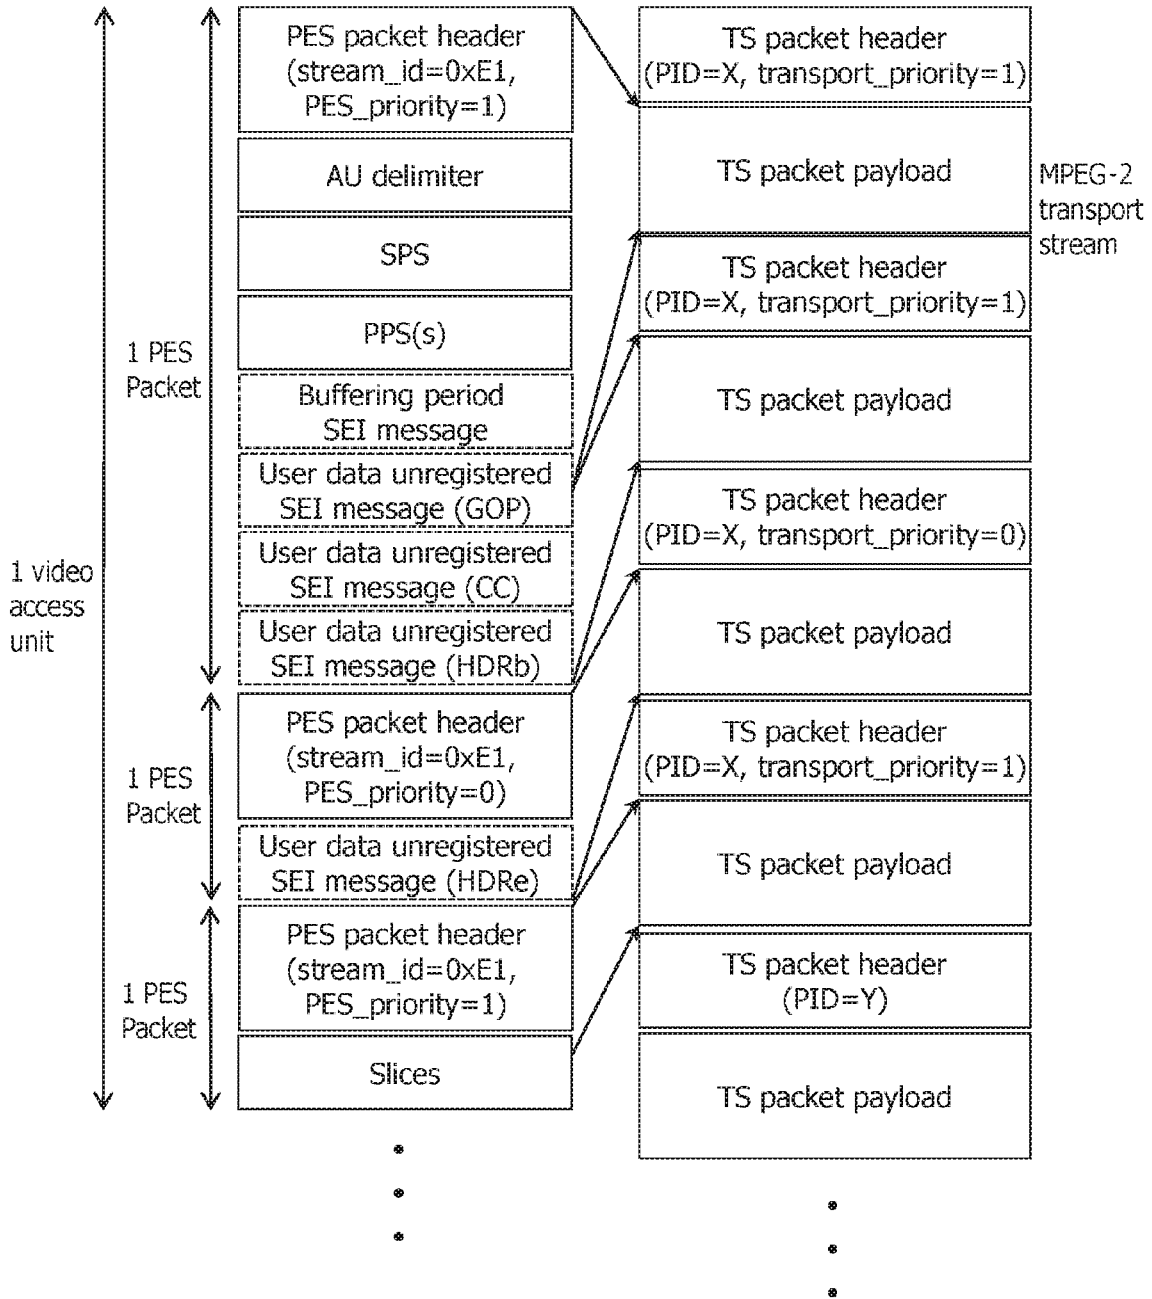 1 video
access
unit
1 PES
Packet
1 PES
Packet
1 PES
Packet
PES packet header
(stream_id=0xE1,
PES_priority=1)
AU delimiter
SPS
PPS(s)
Buffering period
SEI message
User data unregistered
SEI message (GOP)
User data unregistered
SEI message (CC)
User data unregistered
SEI message (HDRb)
PES packet header
(stream_id=0xE1,
PES_priority=0)
User data unregistered
SEI message (HDRe)
PES packet header
(stream_id=0xE1,
PES_priority=1)
Slices
TS packet header
(PID=X, transport_priority=1)
TS packet payload
TS packet header
(PID=X, transport_priority=1)
TS packet payload
TS packet header
(PID=X, transport_priority=0)
TS packet payload
TS packet header
(PID=X, transport_priority=1)
TS packet payload
TS packet header
(PID=Y)
TS packet payload
MPEG-2
transport
stream